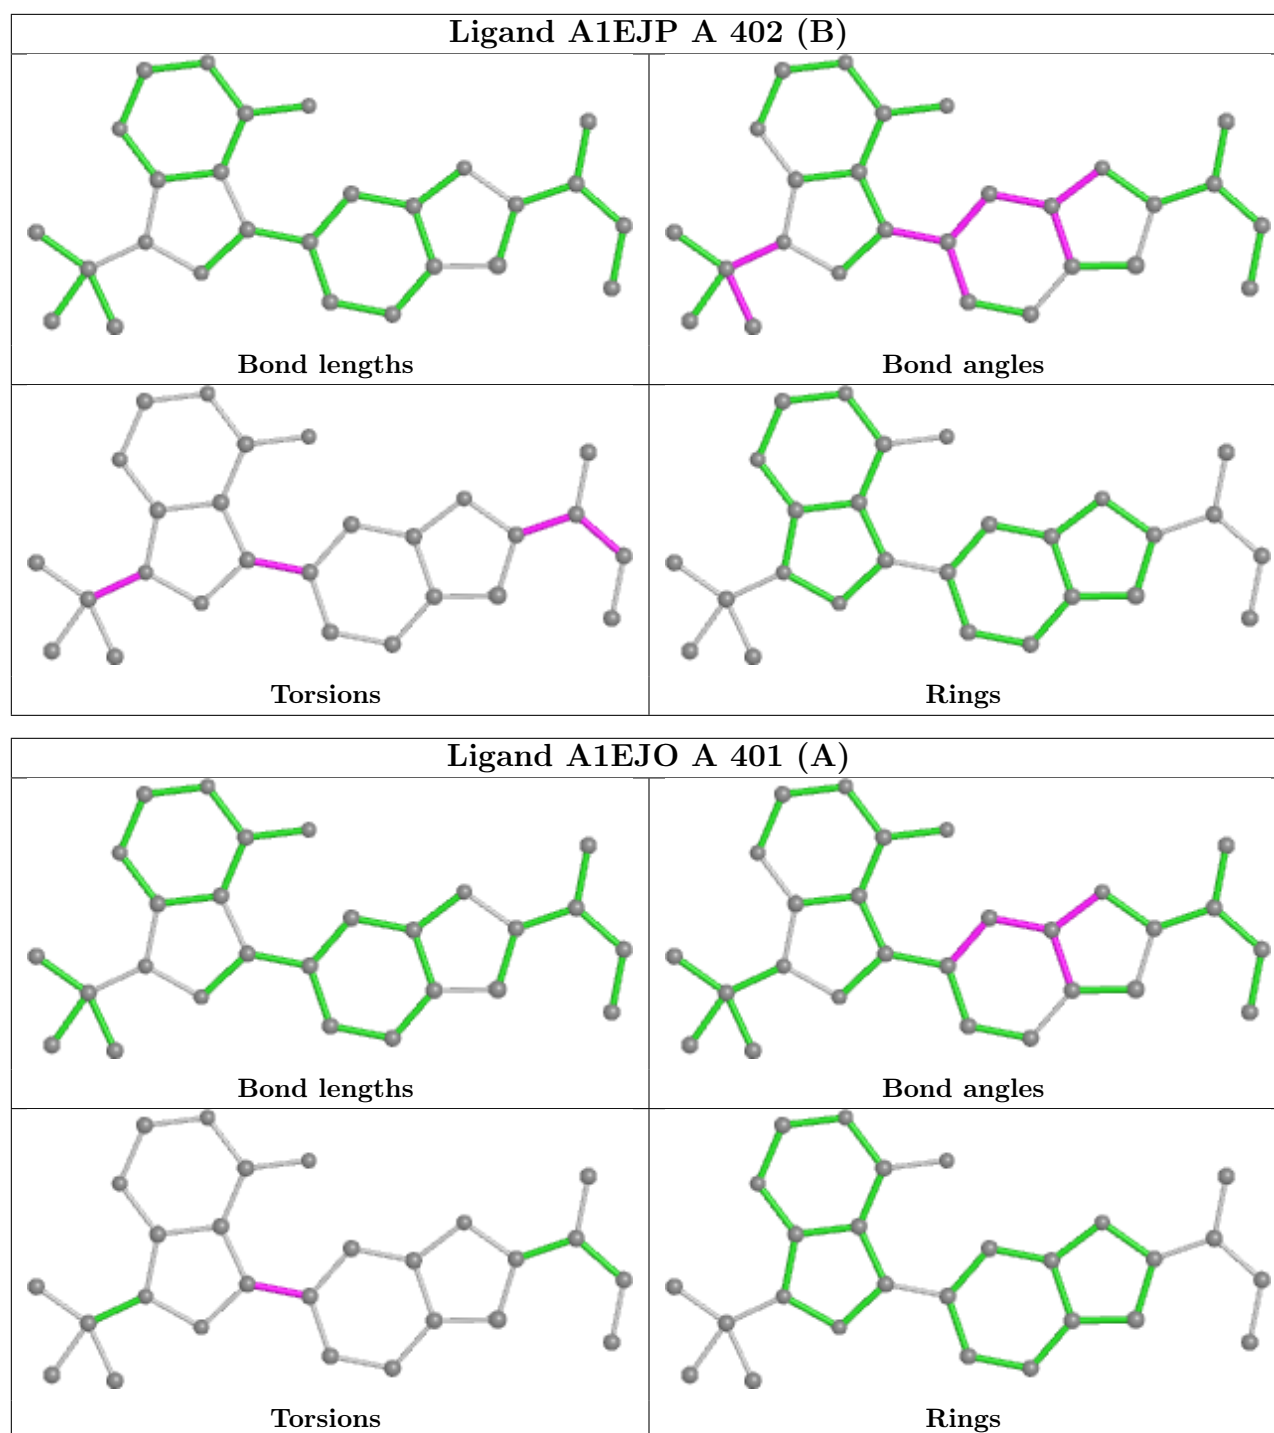 Ligand A1EJP A 402 (B)
Bond lengths
Bond angles
Torsions
Rings
Ligand A1EJO A 401 (A)
Bond lengths
Bond angles
Torsions
Rings